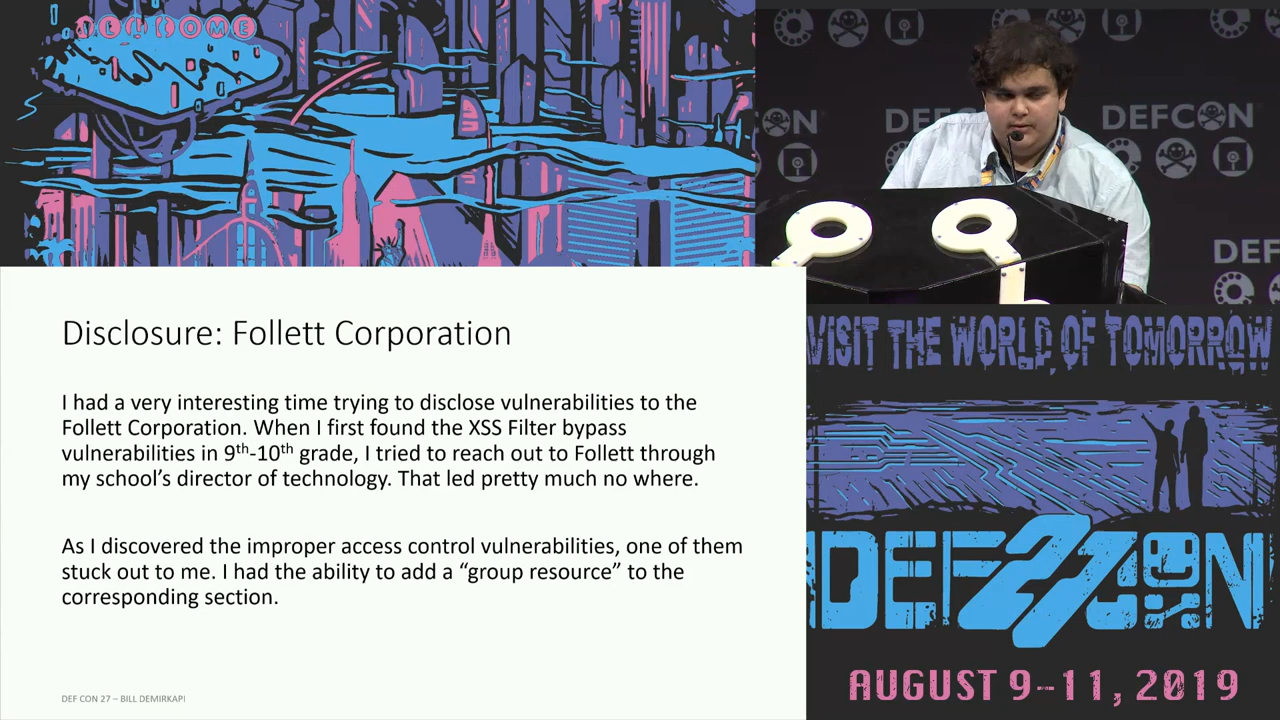 WELCOME
DEFCON
DEFCON
DEFCON
DEFCON
Disclosure: Follett Corporation
I had a very interesting time trying to disclose vulnerabilities to the
Follett Corporation. When I first found the XSS Filter bypass
vulnerabilities in 9th-10th grade, I tried to reach out to Follett through
my school’s director of technology. That led pretty much no where.
As I discovered the improper access control vulnerabilities, one of them
stuck out to me. I had the ability to add a “group resource” to the
corresponding section.
DEF CON 27 – BILL DEMIRKAPI
VISIT THE WORLD OF TOMORROW
DEF27CON
AUGUST 9-11, 2019